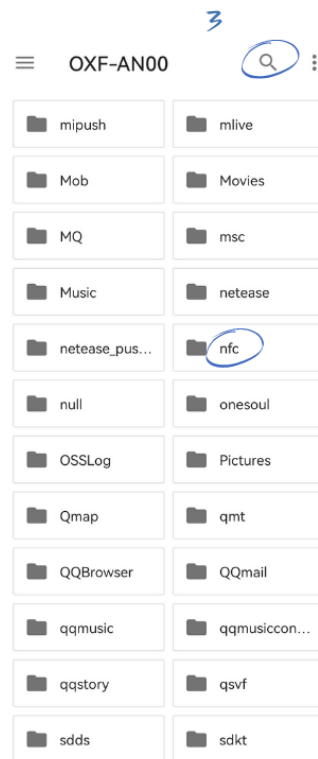 3
OXF-AN00
mipush mlive
Mob Movies
MQ msc
Music netease
netease_pus... nfc
null onesoul
OSSLog Pictures
Qmap qmt
QQBrowser QQmail
qqmusic qqmusiccon...
qqstory qsvf
sdds sdkt